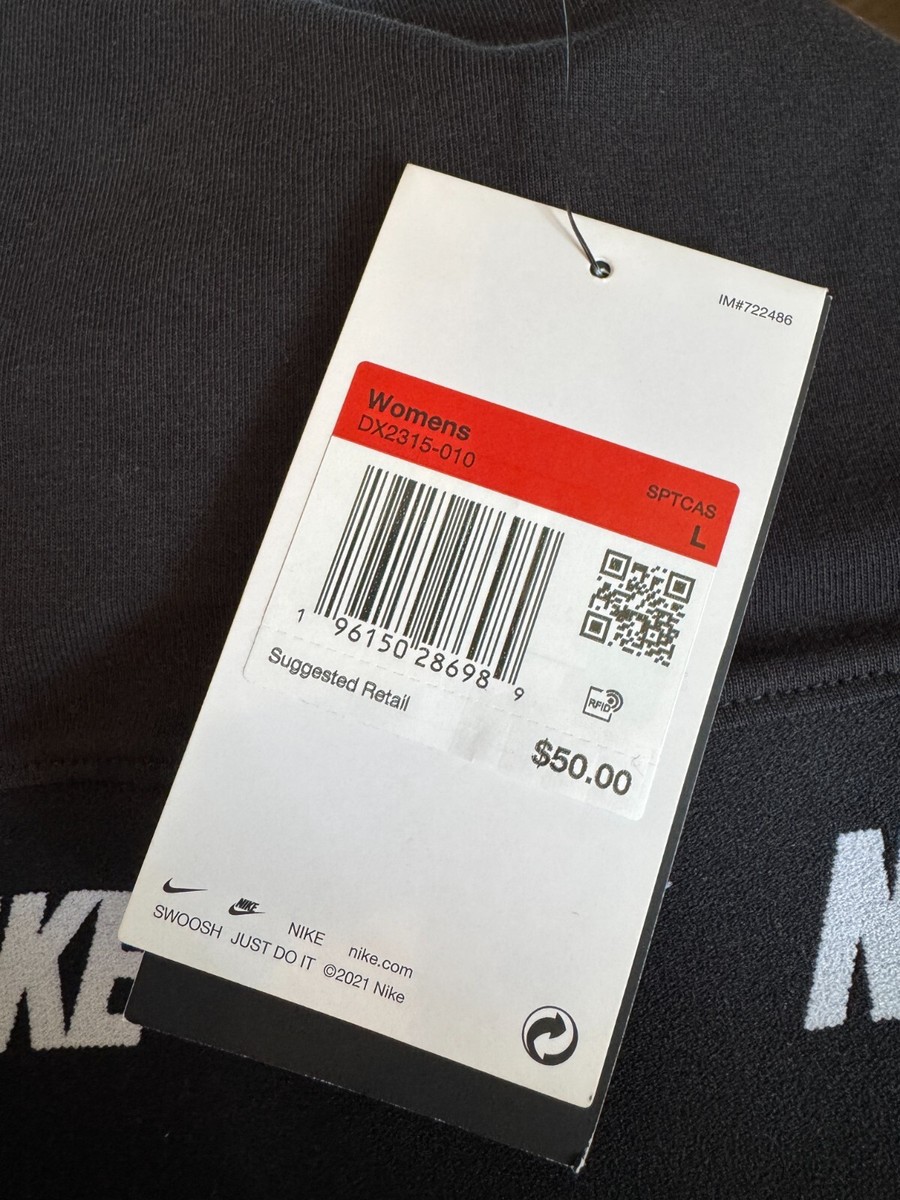 IM#722486
Womens
DX2315-010
SPTCAS
L
1 96150 28698 9
RFID
Suggested Retail
$50.00
NIKE
NIKE nike.com
SWOOSH JUST DO IT ©2021 Nike